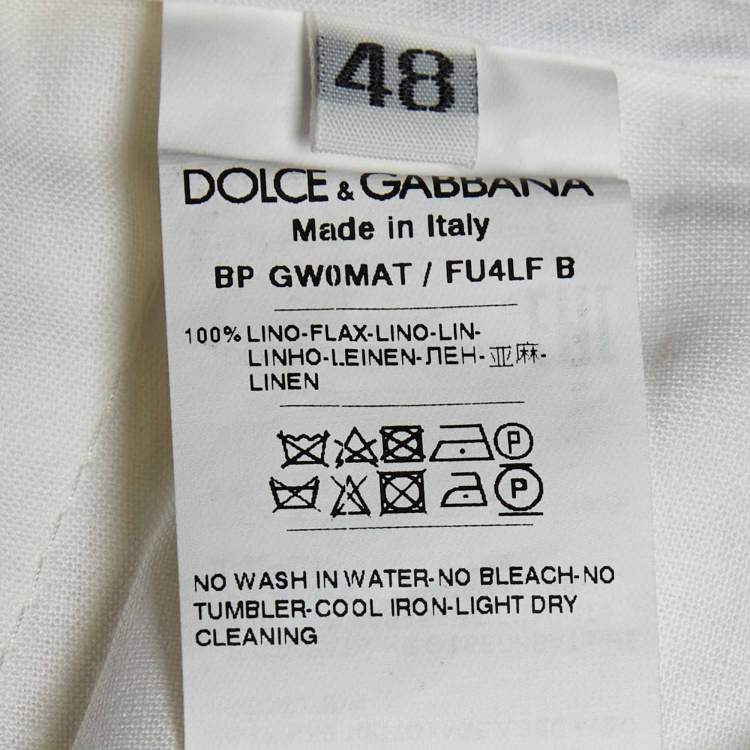 48
DOLCE & GABBANA
Made in Italy
BP GW0MAT / FU4LF B
100% LINO-FLAX-LINO-LIN-
LINHO-LEINEN-ЛЕН-亚麻-
LINEN
P
P
NO WASH IN WATER-NO BLEACH-NO
TUMBLER-COOL IRON-LIGHT DRY
CLEANING